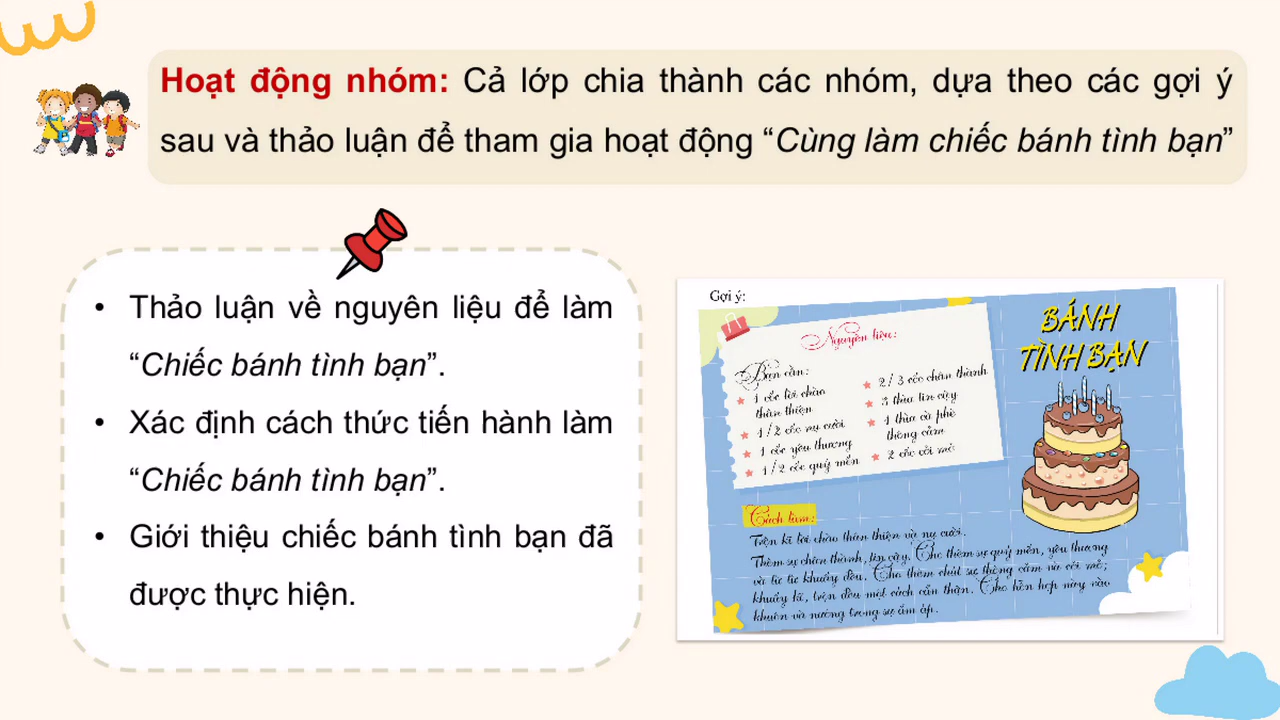 Hoạt động nhóm: Cả lớp chia thành các nhóm, dựa theo các gợi ý
sau và thảo luận để tham gia hoạt động “Cùng làm chiếc bánh tình bạn”
• Thảo luận về nguyên liệu để làm
“Chiếc bánh tình bạn”.
• Xác định cách thức tiến hành làm
“Chiếc bánh tình bạn”.
• Giới thiệu chiếc bánh tình bạn đã
được thực hiện.
Gợi ý:
BÁNH
TÌNH BẠN
Nguyên liệu:
Bạn cần:
1 cốc lời chào
thân thiện
1/2 cốc nụ cười
1 cốc yêu thương
1/2 cốc quý mến
2/3 cốc chân thành
3 thìa tin cậy
1 thìa cà phê
thông cảm
2 cốc cởi mở
Cách làm:
Trộn kĩ lời chào thân thiện và nụ cười.
Thêm sự chân thành, tin cậy. Cho thêm sự quý mến, yêu thương
và từ từ khuấy đều. Cho thêm chút sự thông cảm và cởi mở;
khuấy kĩ, trộn đều một cách cẩn thận. Cho hỗn hợp này vào
khuôn và nướng trong sự ấm áp.